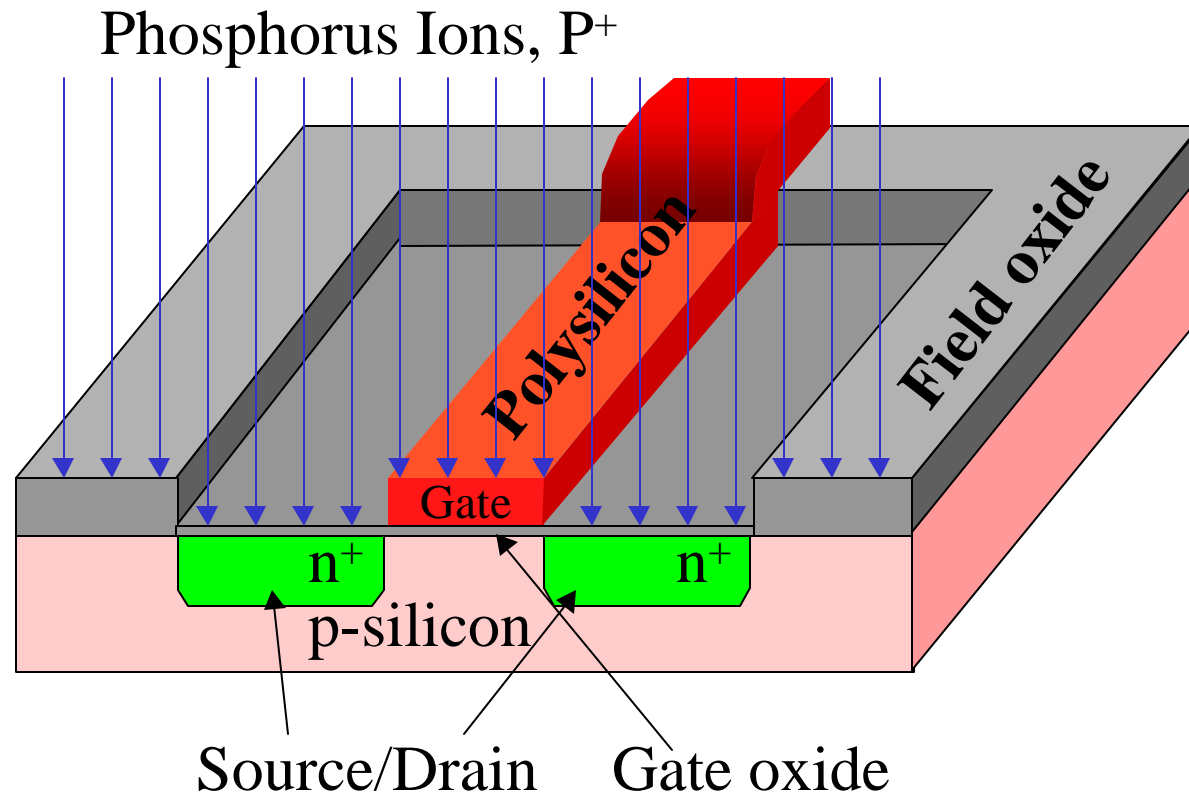 Phosphorus Ions, P⁺
Polysilicon
Field oxide
Gate
n⁺
n⁺
p-silicon
Source/Drain
Gate oxide